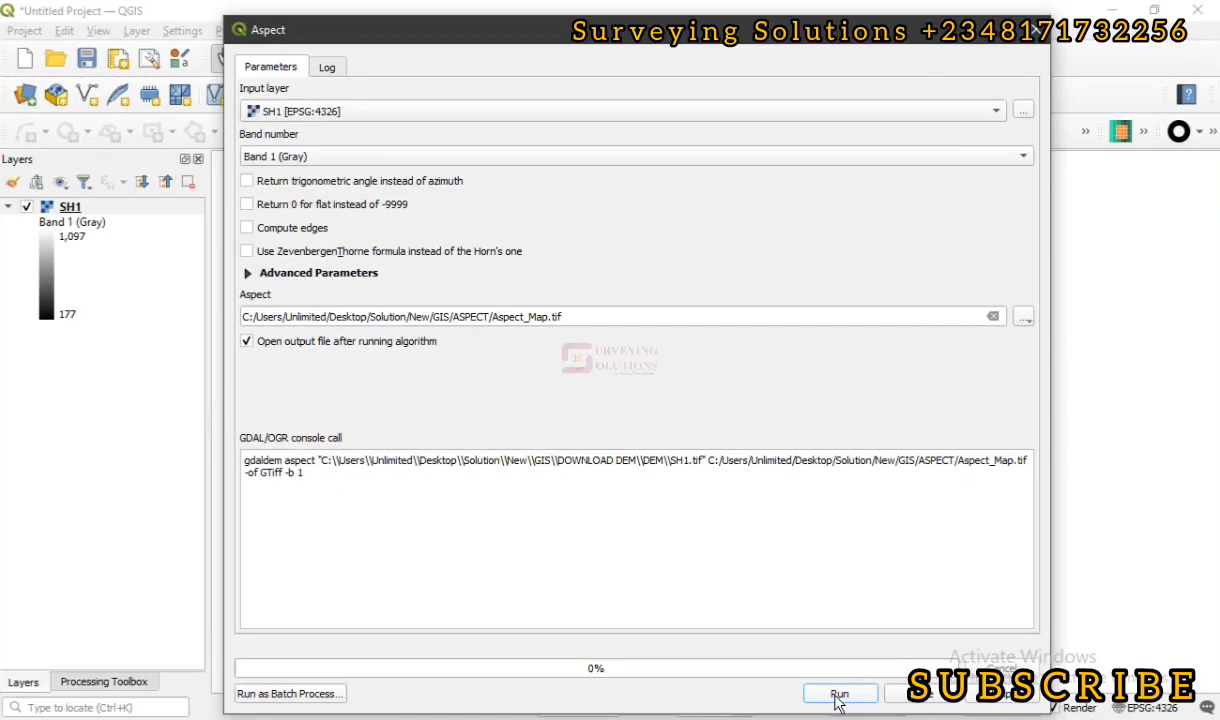 *Untitled Project — QGIS
Project Edit View Layer Settings
Aspect
Surveying Solutions +2348171732256
Parameters Log
Input layer
SH1 [EPSG:4326]
...
Band number
Band 1 (Gray)
Return trigonometric angle instead of azimuth
Return 0 for flat instead of -9999
Compute edges
Use ZevenbergenThorne formula instead of the Horn's one
Advanced Parameters
Aspect
C:/Users/Unlimited/Desktop/Solution/New/GIS/ASPECT/Aspect_Map.tif
...
Open output file after running algorithm
URVEYING
OLUTIONS
GDAL/OGR console call
gdaldem aspect "C:\\Users\\Unlimited\\Desktop\\Solution\\New\\GIS\\DOWNLOAD DEM\\DEM\\SH1.tif" C:/Users/Unlimited/Desktop/Solution/New/GIS/ASPECT/Aspect_Map.tif
-of GTiff -b 1
Layers
SH1
Band 1 (Gray)
1,097
177
0%
Cancel
Activate Windows
Run as Batch Process...
Run
SUBSCRIBE
Layers Processing Toolbox
Type to locate (Ctrl+K)
Render
EPSG:4326